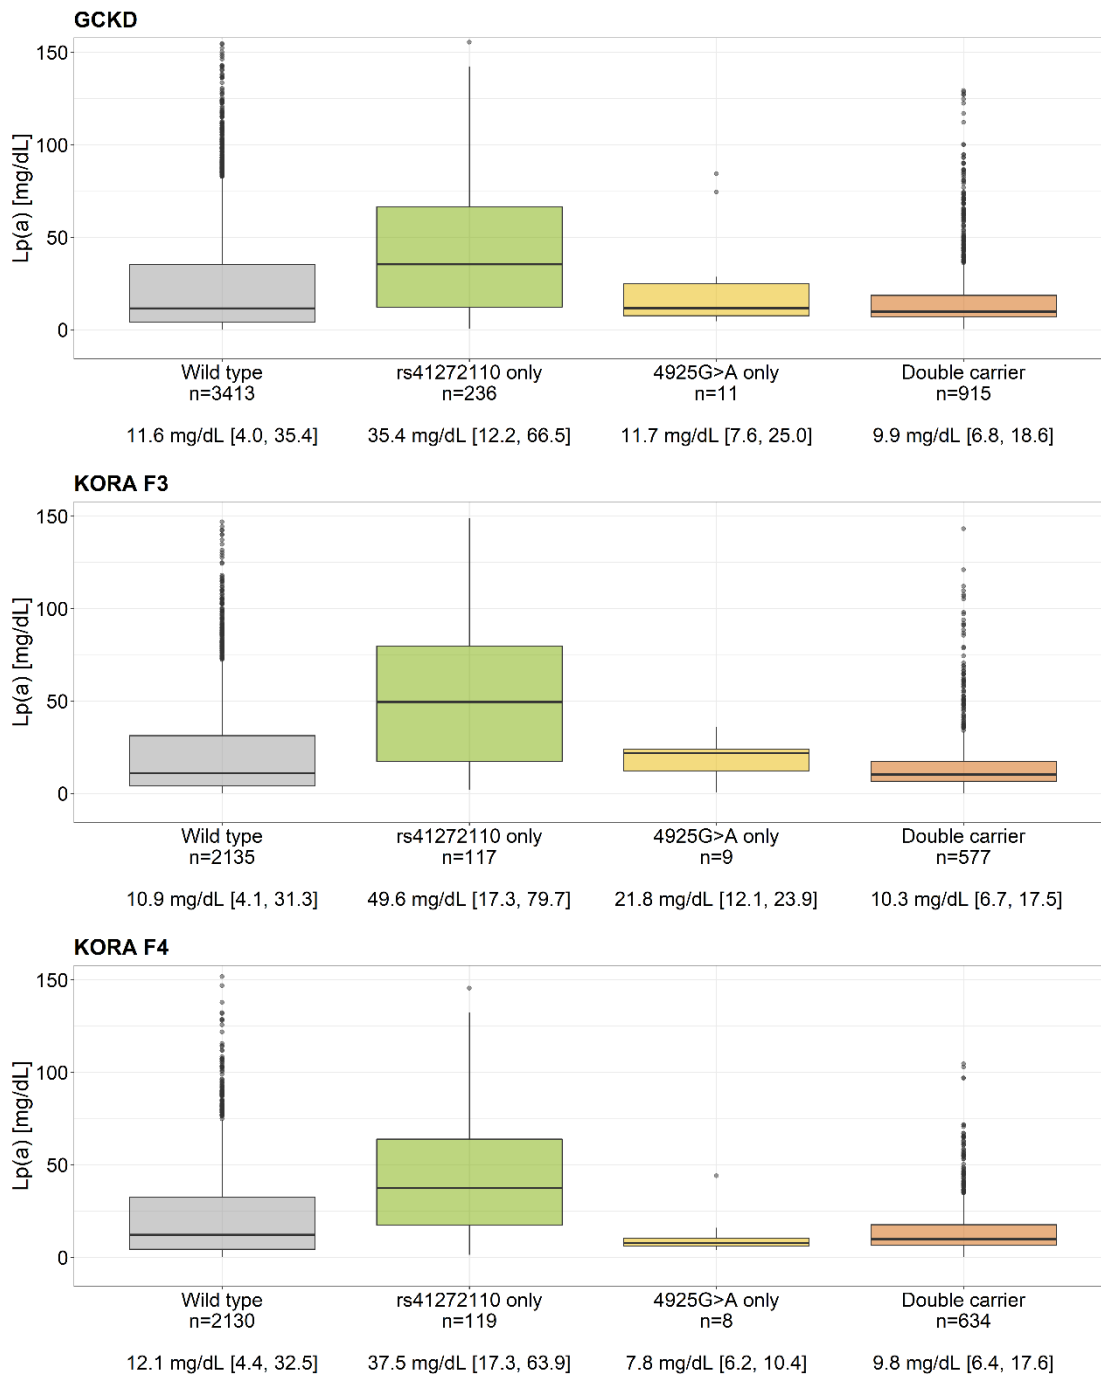 GCKD
150
100
50
0
Lp(a) [mg/dL]
Wild type rs41272110 only 4925G>A only Double carrier
n=3413 n=236 n=11 n=915
11.6 mg/dL [4.0, 35.4] 35.4 mg/dL [12.2, 66.5] 11.7 mg/dL [7.6, 25.0] 9.9 mg/dL [6.8, 18.6]
KORA F3
150
100
50
0
Lp(a) [mg/dL]
Wild type rs41272110 only 4925G>A only Double carrier
n=2135 n=117 n=9 n=577
10.9 mg/dL [4.1, 31.3] 49.6 mg/dL [17.3, 79.7] 21.8 mg/dL [12.1, 23.9] 10.3 mg/dL [6.7, 17.5]
KORA F4
150
100
50
0
Lp(a) [mg/dL]
Wild type rs41272110 only 4925G>A only Double carrier
n=2130 n=119 n=8 n=634
12.1 mg/dL [4.4, 32.5] 37.5 mg/dL [17.3, 63.9] 7.8 mg/dL [6.2, 10.4] 9.8 mg/dL [6.4, 17.6]